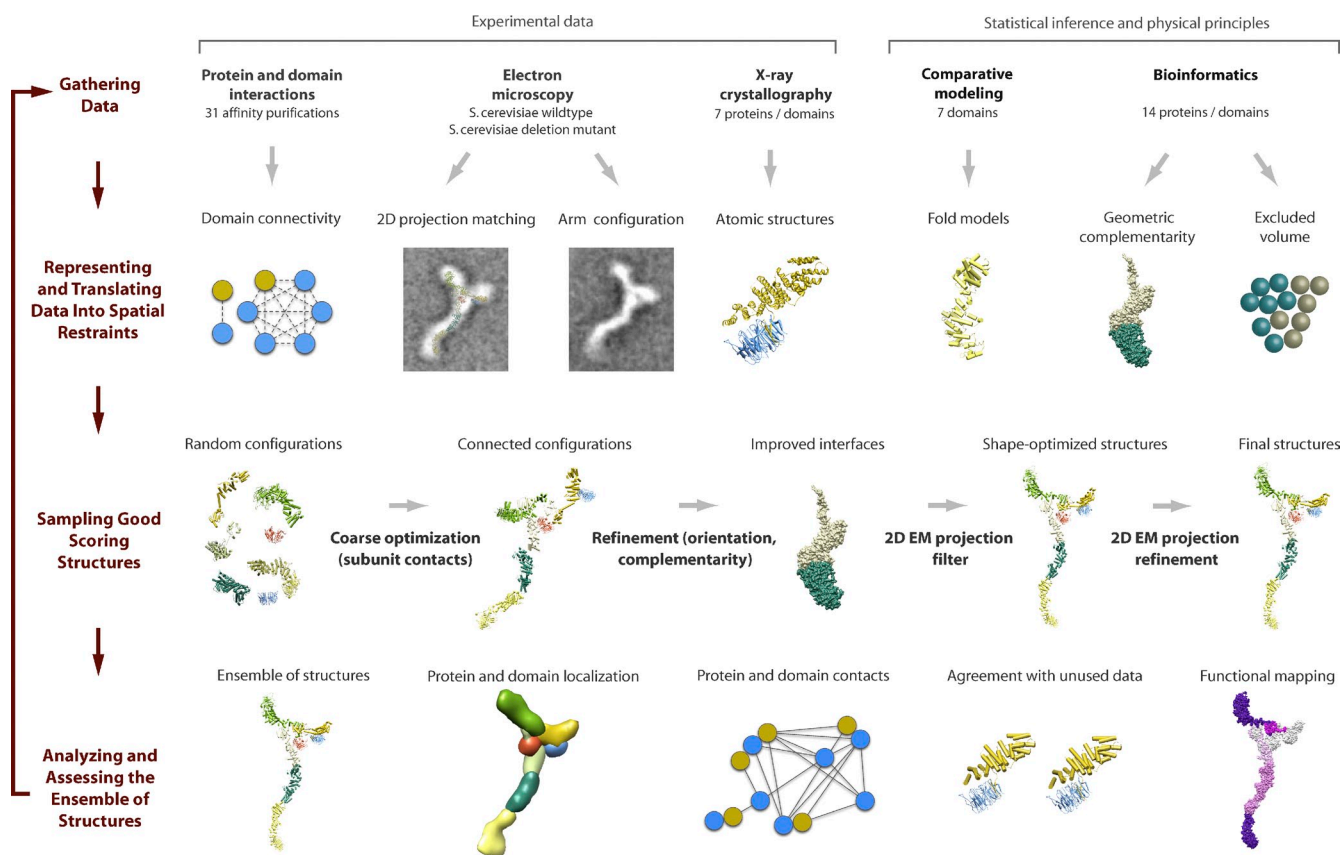 Experimental data
Statistical inference and physical principles
Gathering
Data
Protein and domain
interactions
31 affinity purifications
Electron
microscopy
S. cerevisiae wildtype
S. cerevisiae deletion mutant
X-ray
crystallography
7 proteins / domains
Comparative
modeling
7 domains
Bioinformatics
14 proteins / domains
Representing
and Translating
Data Into Spatial
Restraints
Domain connectivity
2D projection matching
Arm configuration
Atomic structures
Fold models
Geometric
complementarity
Excluded
volume
Sampling Good
Scoring
Structures
Random configurations
Coarse optimization
(subunit contacts)
Connected configurations
Refinement (orientation,
complementarity)
Improved interfaces
2D EM projection
filter
Shape-optimized structures
2D EM projection
refinement
Final structures
Analyzing and
Assessing the
Ensemble of
Structures
Ensemble of structures
Protein and domain localization
Protein and domain contacts
Agreement with unused data
Functional mapping